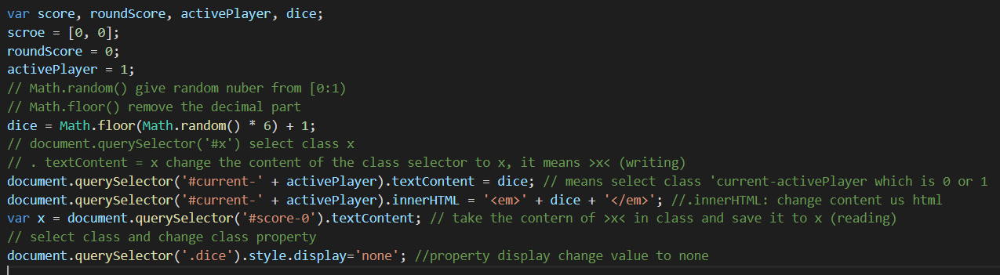 var score, roundScore, activePlayer, dice;
scroe = [0, 0];
roundScore = 0;
activePlayer = 1;
// Math.random() give random nuber from [0:1)
// Math.floor() remove the decimal part
dice = Math.floor(Math.random() * 6) + 1;
// document.querySelector('#x') select class x
// . textContent = x change the content of the class selector to x, it means >x< (writing)
document.querySelector('#current-' + activePlayer).textContent = dice; // means select class 'current-activePlayer which is 0 or 1
document.querySelector('#current-' + activePlayer).innerHTML = '<em>' + dice + '</em>'; //.innerHTML: change content us html
var x = document.querySelector('#score-0').textContent; // take the contern of >x< in class and save it to x (reading)
// select class and change class property
document.querySelector('.dice').style.display='none'; //property display change value to none